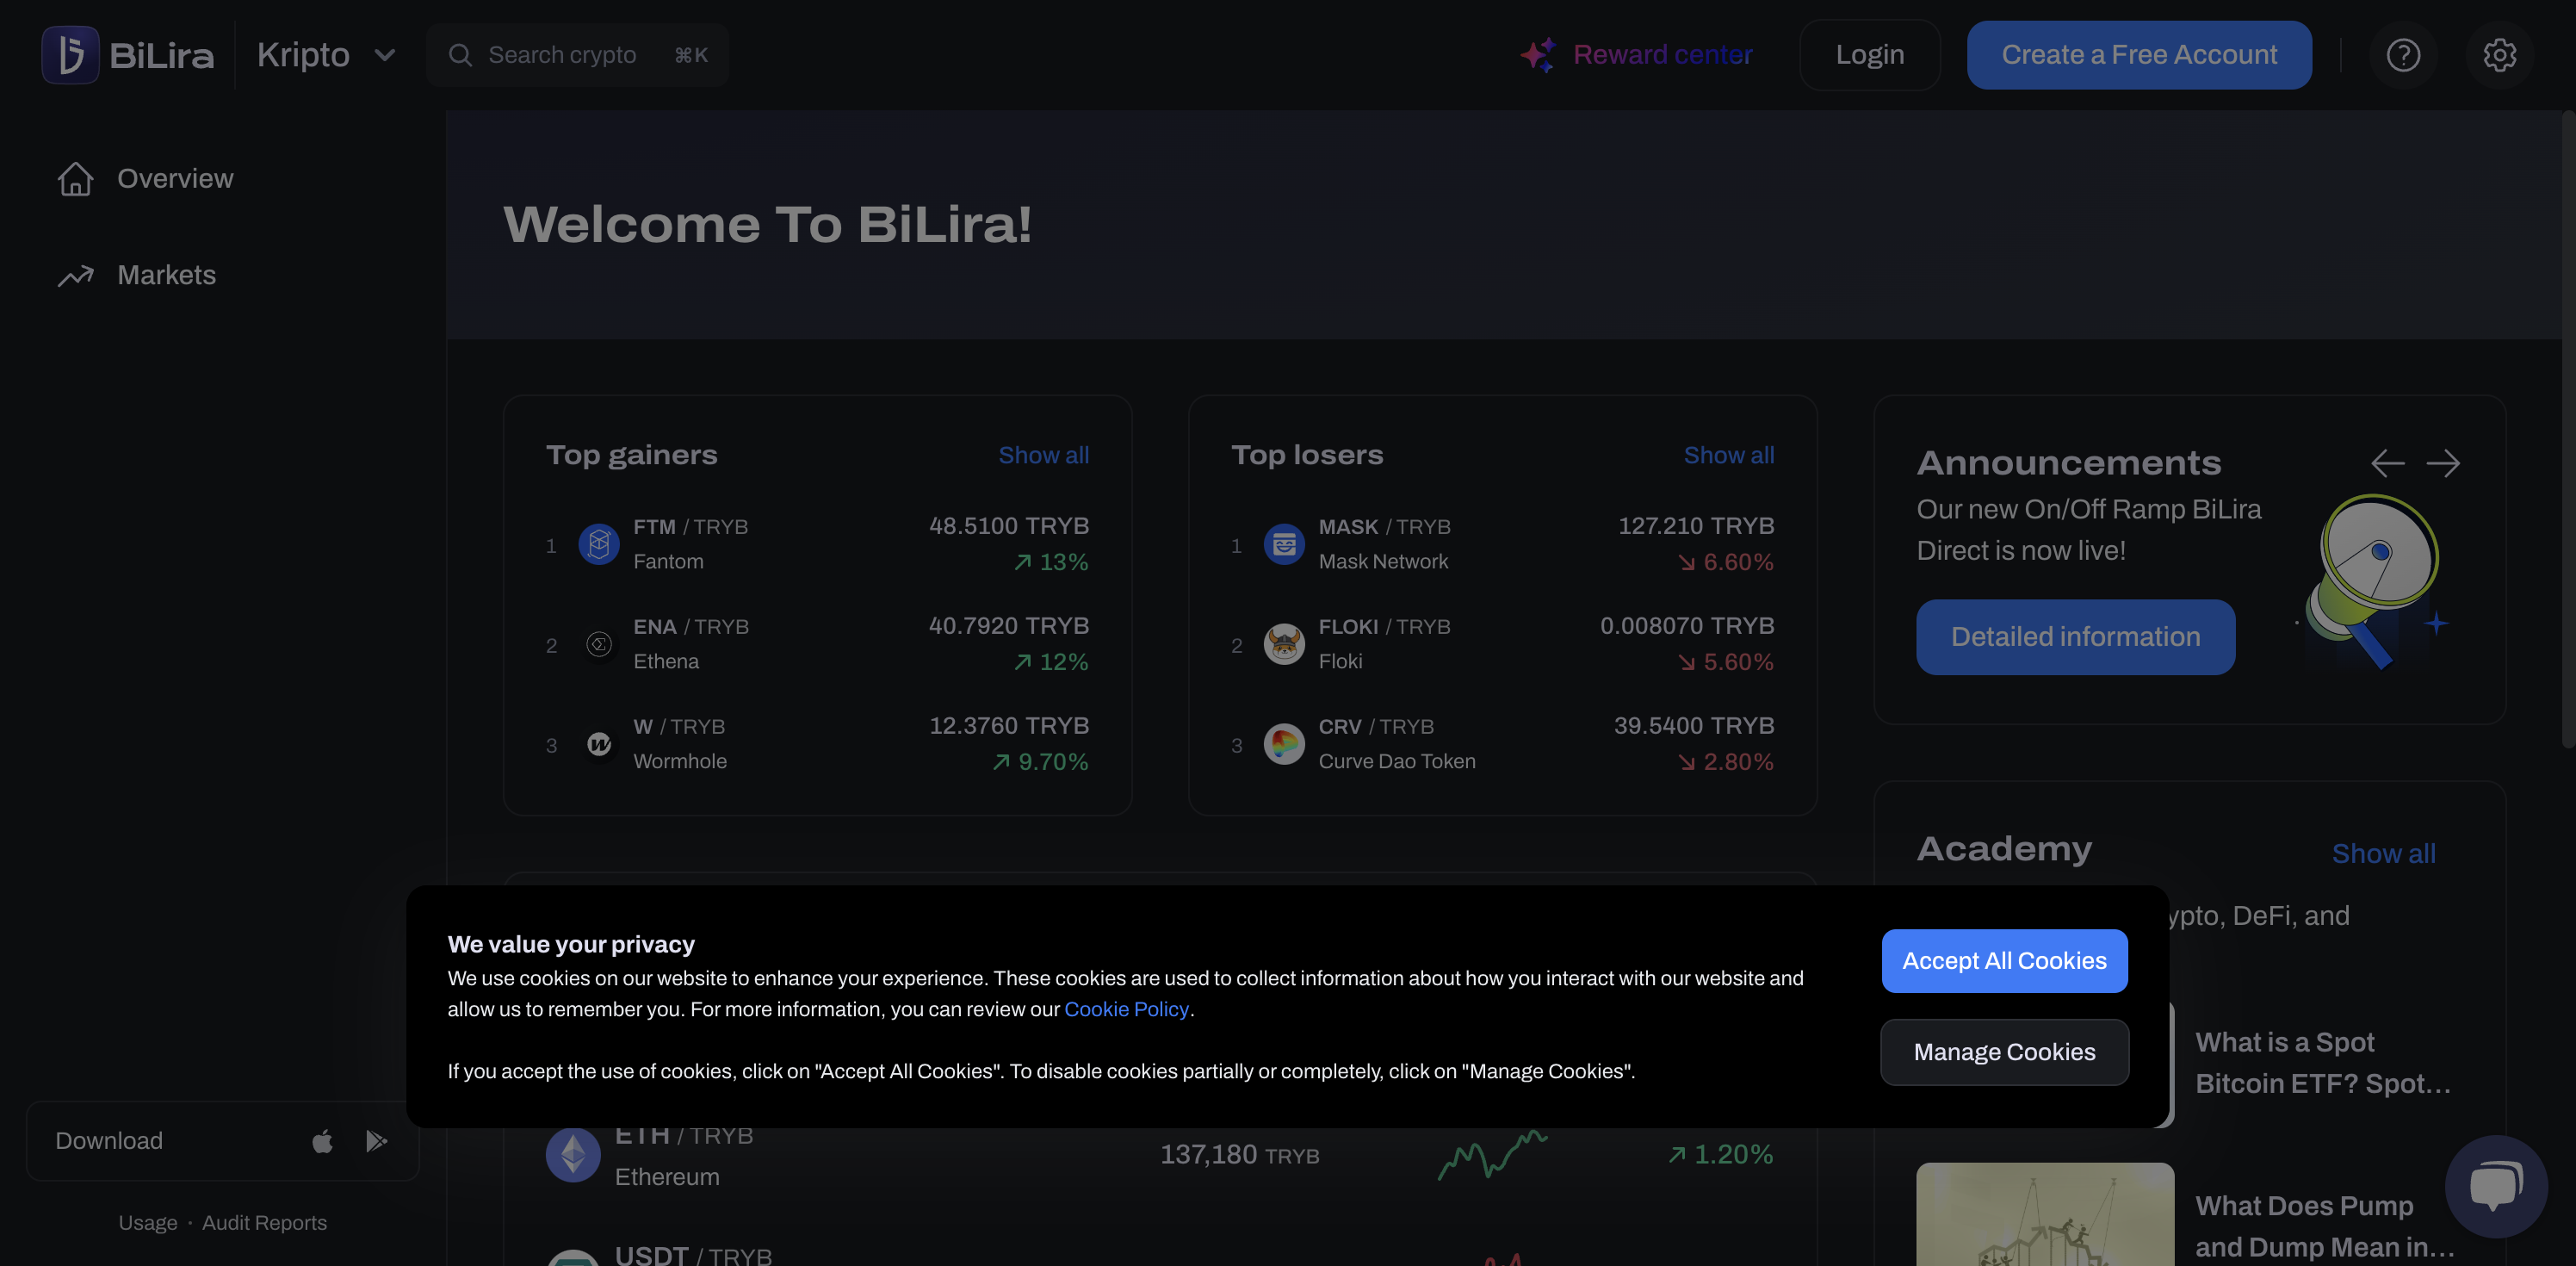 BiLira
Kripto
Search crypto
⌘K
Reward center
Login
Create a Free Account
Overview
Markets
Welcome To BiLira!
Top gainers
Show all
1
FTM / TRYB
48.5100 TRYB
Fantom
13%
2
ENA / TRYB
40.7920 TRYB
Ethena
12%
3
W / TRYB
12.3760 TRYB
Wormhole
9.70%
Top losers
Show all
1
MASK / TRYB
127.210 TRYB
Mask Network
6.60%
2
FLOKI / TRYB
0.008070 TRYB
Floki
5.60%
3
CRV / TRYB
39.5400 TRYB
Curve Dao Token
2.80%
Announcements
Our new On/Off Ramp BiLira
Direct is now live!
Detailed information
Academy
Show all
DeFi, and
What is a Spot
Bitcoin ETF? Spot...
What Does Pump
and Dump Mean in...
We value your privacy
We use cookies on our website to enhance your experience. These cookies are used to collect information about how you interact with our website and
allow us to remember you. For more information, you can review our Cookie Policy.
If you accept the use of cookies, click on "Accept All Cookies". To disable cookies partially or completely, click on "Manage Cookies".
Accept All Cookies
Manage Cookies
ETH / TRYB
Ethereum
137,180 TRYB
1.20%
USDT / TRYB
Download
Usage · Audit Reports